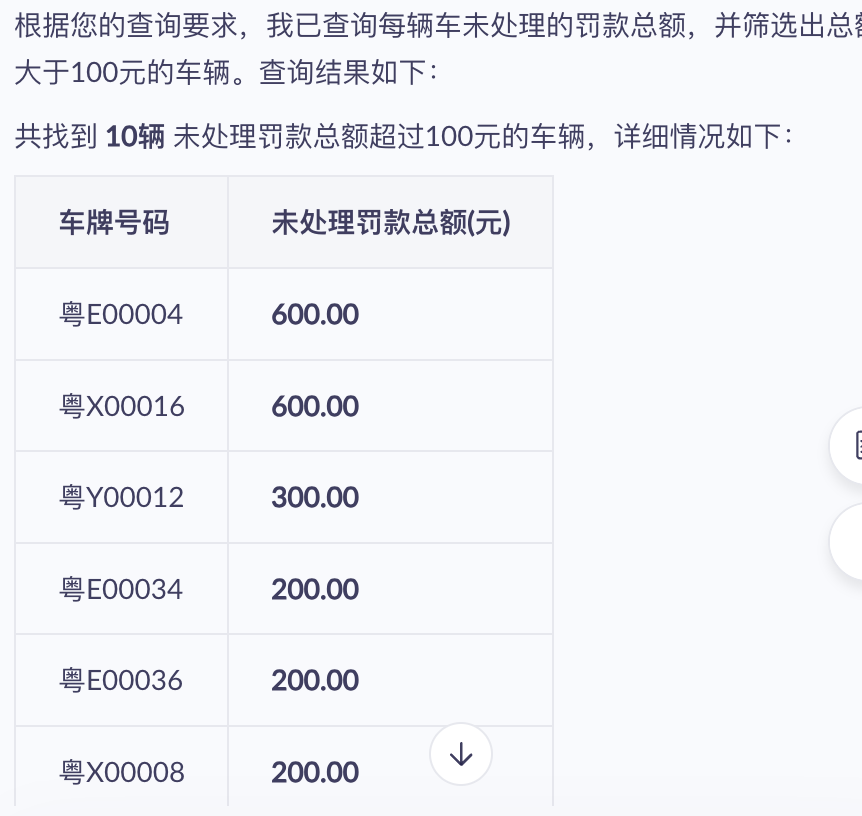 根据您的查询要求，我已查询每辆车未处理的罚款总额，并筛选出总
大于100元的车辆。查询结果如下：
共找到 10辆 未处理罚款总额超过100元的车辆，详细情况如下：
车牌号码 未处理罚款总额(元)
粤E00004 600.00
粤X00016 600.00
粤Y00012 300.00
粤E00034 200.00
粤E00036 200.00
粤X00008 200.00